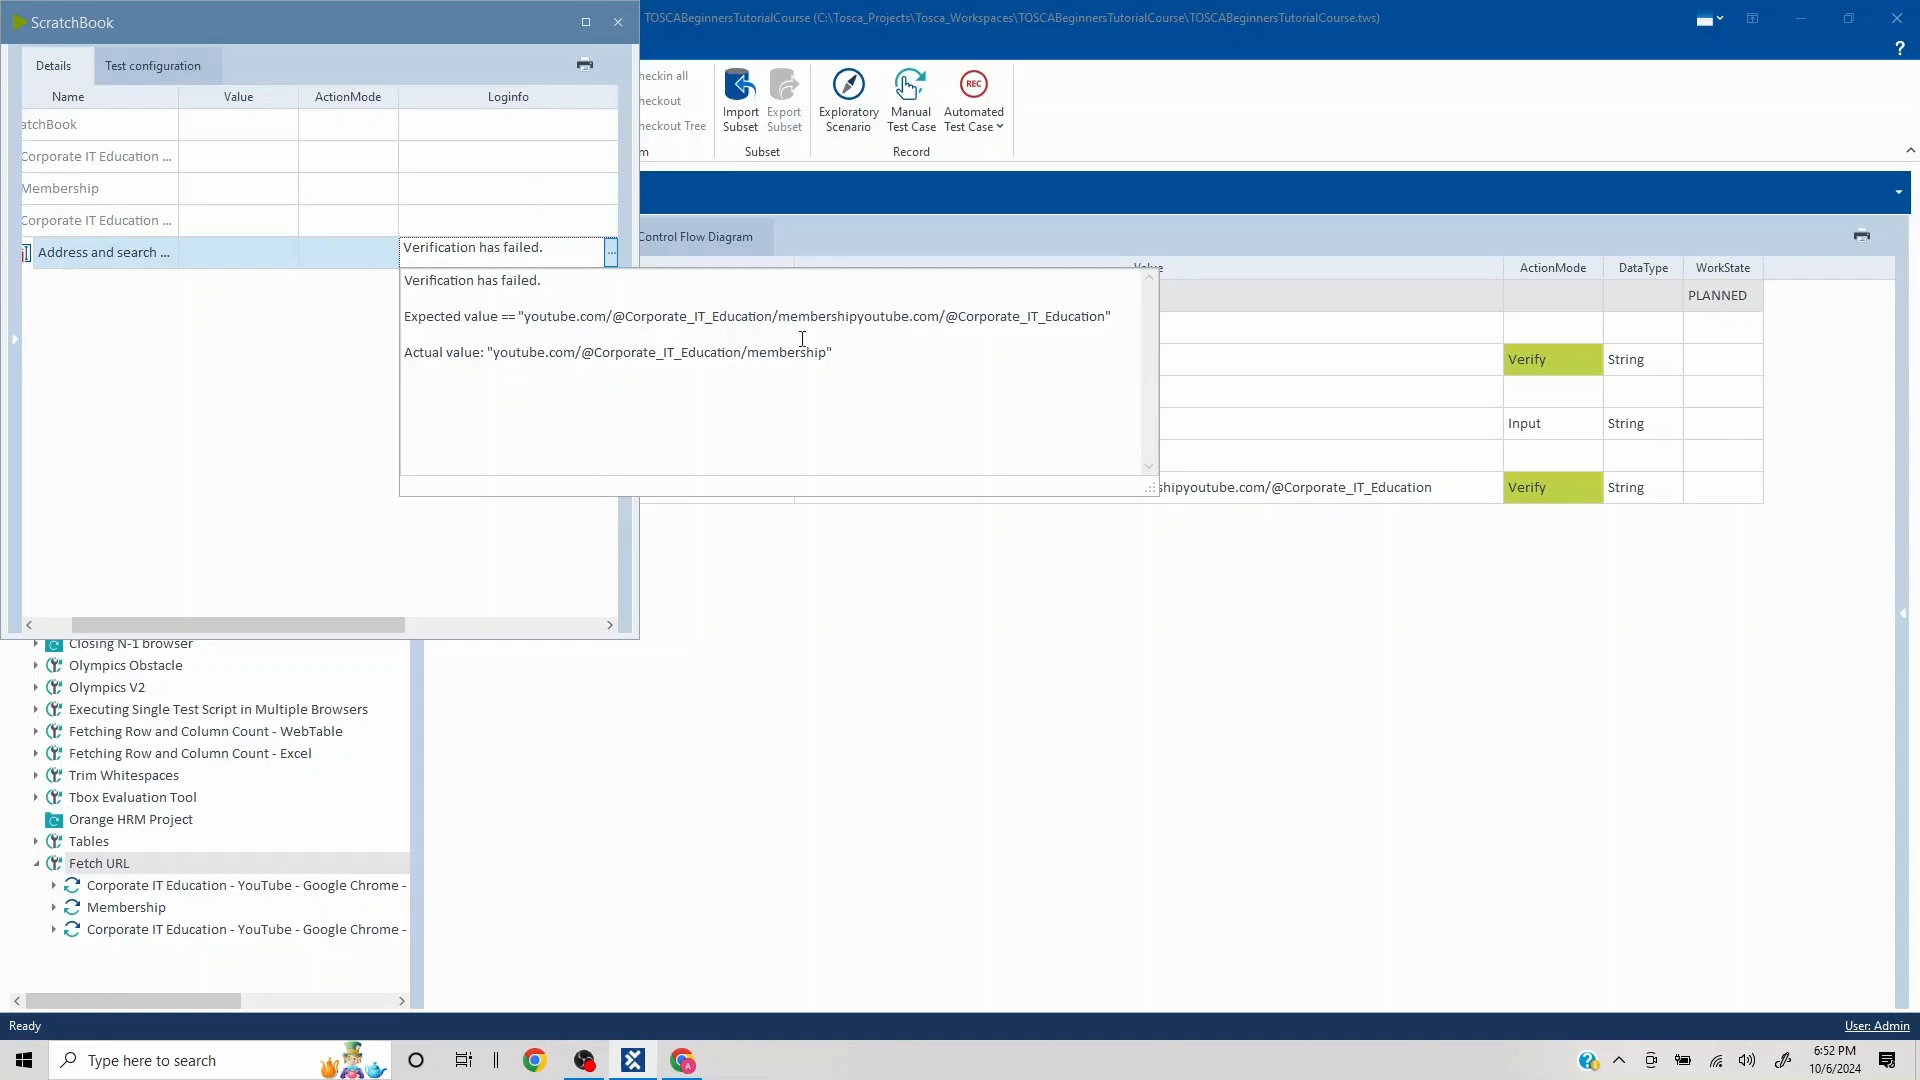 ScratchBook
TOSCABeginnersTutorialCourse (C:\Tosca_Projects\Tosca_Workspaces\TOSCABeginnersTutorialCourse\TOSCABeginnersTutorialCourse.tws)
?
Details
Test configuration
Name
Value
ActionMode
Loginfo
atchBook
Corporate IT Education ...
Membership
Corporate IT Education ...
Address and search ...
Verification has failed.
...
Verification has failed.
Expected value == "youtube.com/@Corporate_IT_Education/membershipyoutube.com/@Corporate_IT_Education"
Actual value: "youtube.com/@Corporate_IT_Education/membership"
heckin all
heckout
heckout Tree
m
Import Subset
Export Subset
Subset
Exploratory Scenario
Manual Test Case
REC
Automated Test Case
Record
Control Flow Diagram
Value
ActionMode
DataType
WorkState
PLANNED
Verify
String
Input
String
shipyoutube.com/@Corporate_IT_Education
Verify
String
Closing N-1 browser
Olympics Obstacle
Olympics V2
Executing Single Test Script in Multiple Browsers
Fetching Row and Column Count - WebTable
Fetching Row and Column Count - Excel
Trim Whitespaces
Tbox Evaluation Tool
Orange HRM Project
Tables
Fetch URL
Corporate IT Education - YouTube - Google Chrome -
Membership
Corporate IT Education - YouTube - Google Chrome -
Ready
User: Admin
Type here to search
6:52 PM
10/6/2024